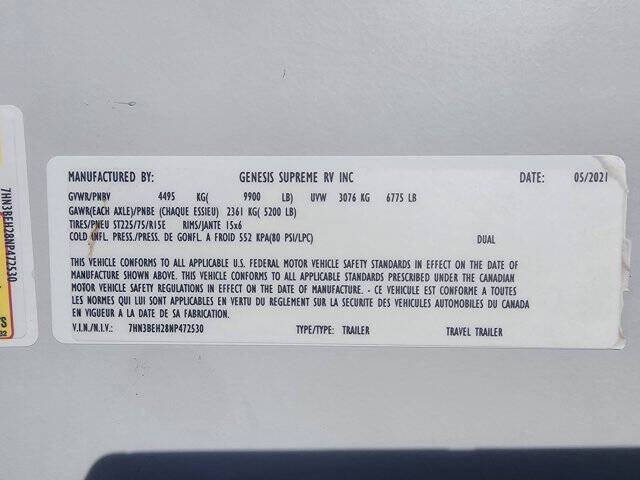 MANUFACTURED BY: GENESIS SUPREME RV INC DATE: 05/2021
GVWR/PNBV 4495 KG( 9900 LB) UVW 3076 KG 6775 LB
GAWR(EACH AXLE)/PNBE (CHAQUE ESSIEU) 2361 KG( 5200 LB)
TIRES/PNEU ST225/75/R15E RIMS/JANTE 15x6
COLD INFL. PRESS./PRESS. DE GONFL. A FROID 552 KPA(80 PSI/LPC) DUAL
THIS VEHICLE CONFORMS TO ALL APPLICABLE U.S. FEDERAL MOTOR VEHICLE SAFETY STANDARDS IN EFFECT ON THE DATE OF
MANUFACTURE SHOWN ABOVE. THIS VEHICLE CONFORMS TO ALL APPLICABLE STANDARDS PRESCRIBED UNDER THE CANADIAN
MOTOR VEHICLE SAFETY REGULATIONS IN EFFECT ON THE DATE OF MANUFACTURE. - CE VEHICULE EST CONFORME A TOUTES
LES NORMES QUI LUI SONT APPLICABLES EN VERTU DU REGLEMENT SUR LA SECURITE DES VEHICULES AUTOMOBILES DU CANADA
EN VIGUEUR A LA DATE DE SA FABRICATION.
V.I.N./N.I.V.: 7HN3BEH28NP472530 TYPE/TYPE: TRAILER TRAVEL TRAILER
7HN3BEH28NP472530